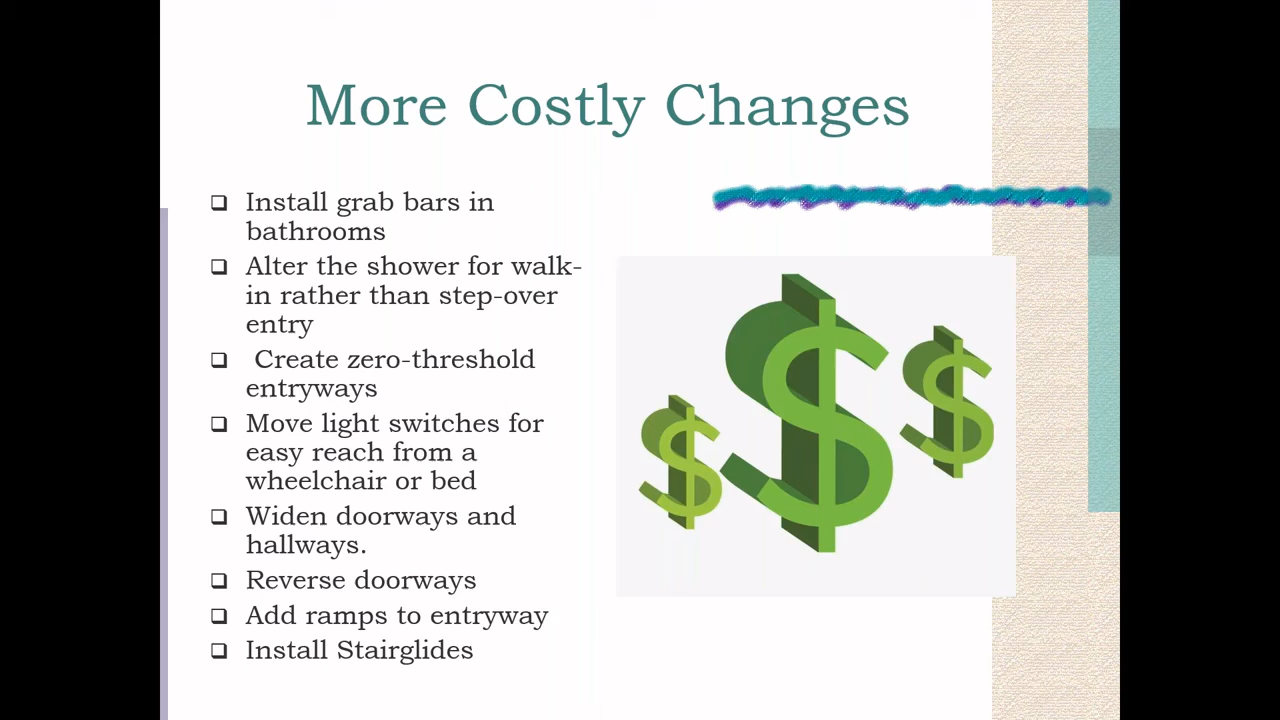 More Costly Changes
❑ Install grab bars in
bathrooms
❑ Alter the shower for walk-
in rather than step-over
entry
❑ Create zero-threshold
entryways
❑ Move light switches for
easy reach from a
wheelchair or bed
❑ Widen doorways and
hallways.
❑ Reverse doorways
❑ Add ramps to entryway
❑ Install Stairglides